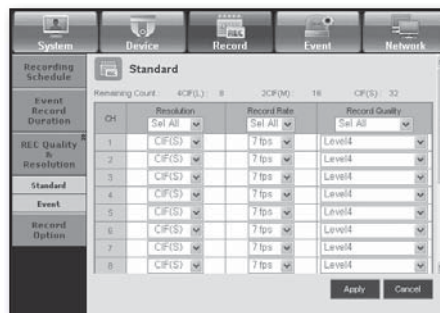 REC
System Device Record Event Network
Recording
Schedule
Event
Record
Duration
REC Quality
&
Resolution
Standard
Event
Record
Option
Standard
Remaining Count : 4CIF(L) : 8 2CIF(M) : 16 CIF(S) : 32
CH Resolution Record Rate Record Quality
Sel All Sel All Sel All
1 CIF(S) 7 fps Level4
2 CIF(S) 7 fps Level4
3 CIF(S) 7 fps Level4
4 CIF(S) 7 fps Level4
5 CIF(S) 7 fps Level4
6 CIF(S) 7 fps Level4
7 CIF(S) 7 fps Level4
8 CIF(S) 7 fps Level4
Apply Cancel